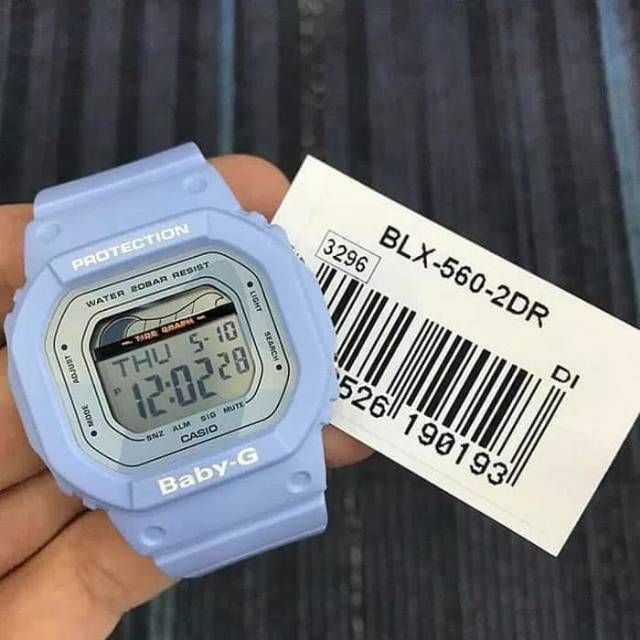 PROTECTION
WATER 20BAR RESIST
LIGHT
SEARCH
ADJUST
MODE
TIDE GRAPH
THU 5-10
P 12:02 28
SNZ ALM SIG MUTE
CASIO
Baby-G
BLX-560-2DR
3296
DI
526 190193